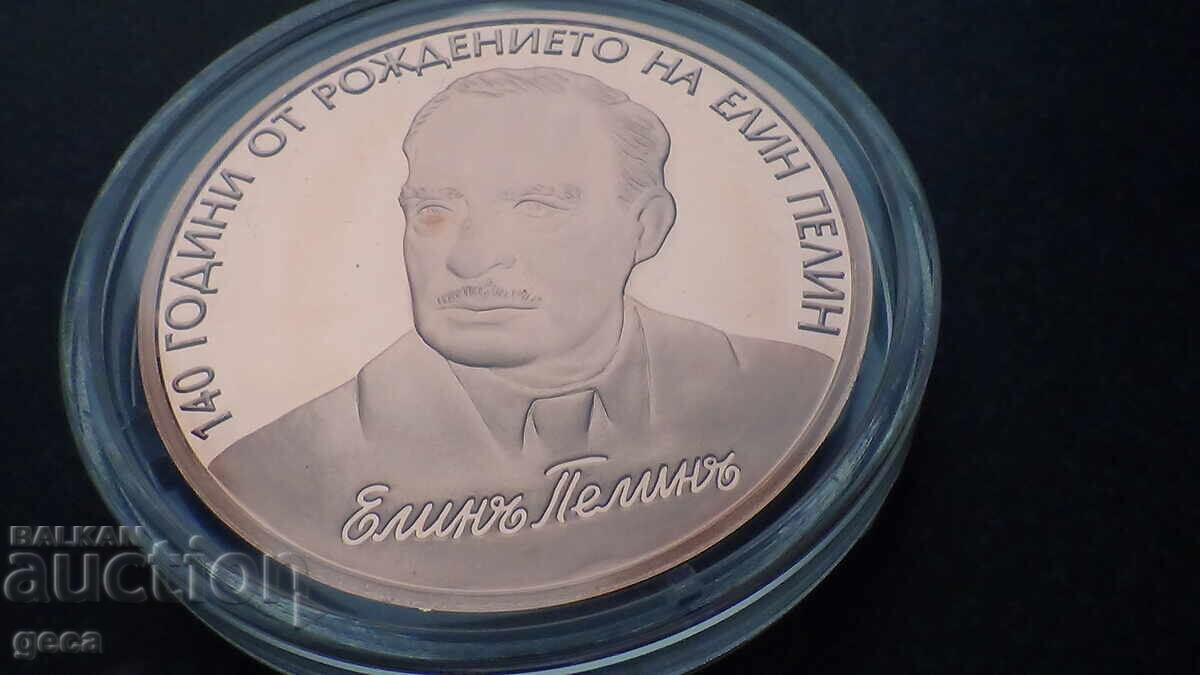 140 ГОДИНИ ОТ РОЖДЕНИЕТО НА ЕЛИН ПЕЛИН
Елинъ Пелинъ
BALKAN
auction
geca